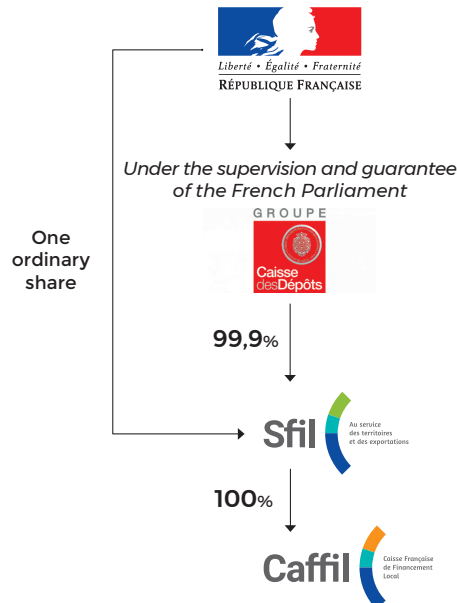 Liberté • Égalité • Fraternité
RÉPUBLIQUE FRANÇAISE
Under the supervision and guarantee
of the French Parliament
GROUPE
Caisse
desDépôts
One
ordinary
share
99,9%
Sfil
Au service
des territoires
et des exportations
100%
Caffil
Caisse Française
de Financement
Local